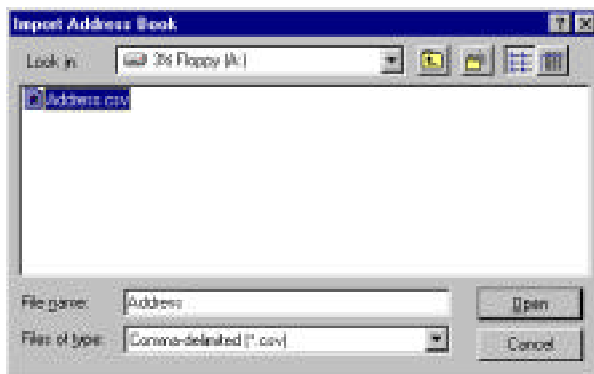 Import Address Book
Look in:
3½ Floppy (A:)
Address.csv
File name:
Address
Open
Files of type:
Comma-delimited (*.csv)
Cancel